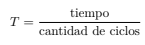 T = tiempo / cantidad de ciclos